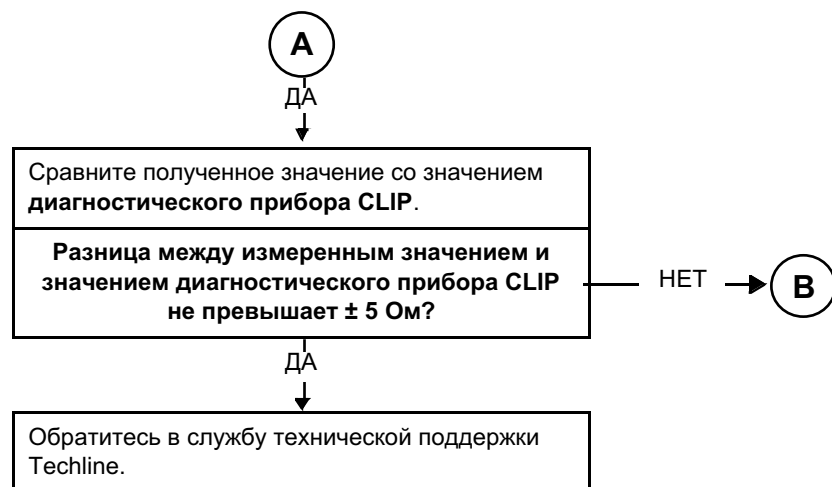 A
ДА
Сравните полученное значение со значением
диагностического прибора CLIP.
Разница между измеренным значением и
значением диагностического прибора CLIP
не превышает ± 5 Ом?
НЕТ
B
ДА
Обратитесь в службу технической поддержки
Techline.